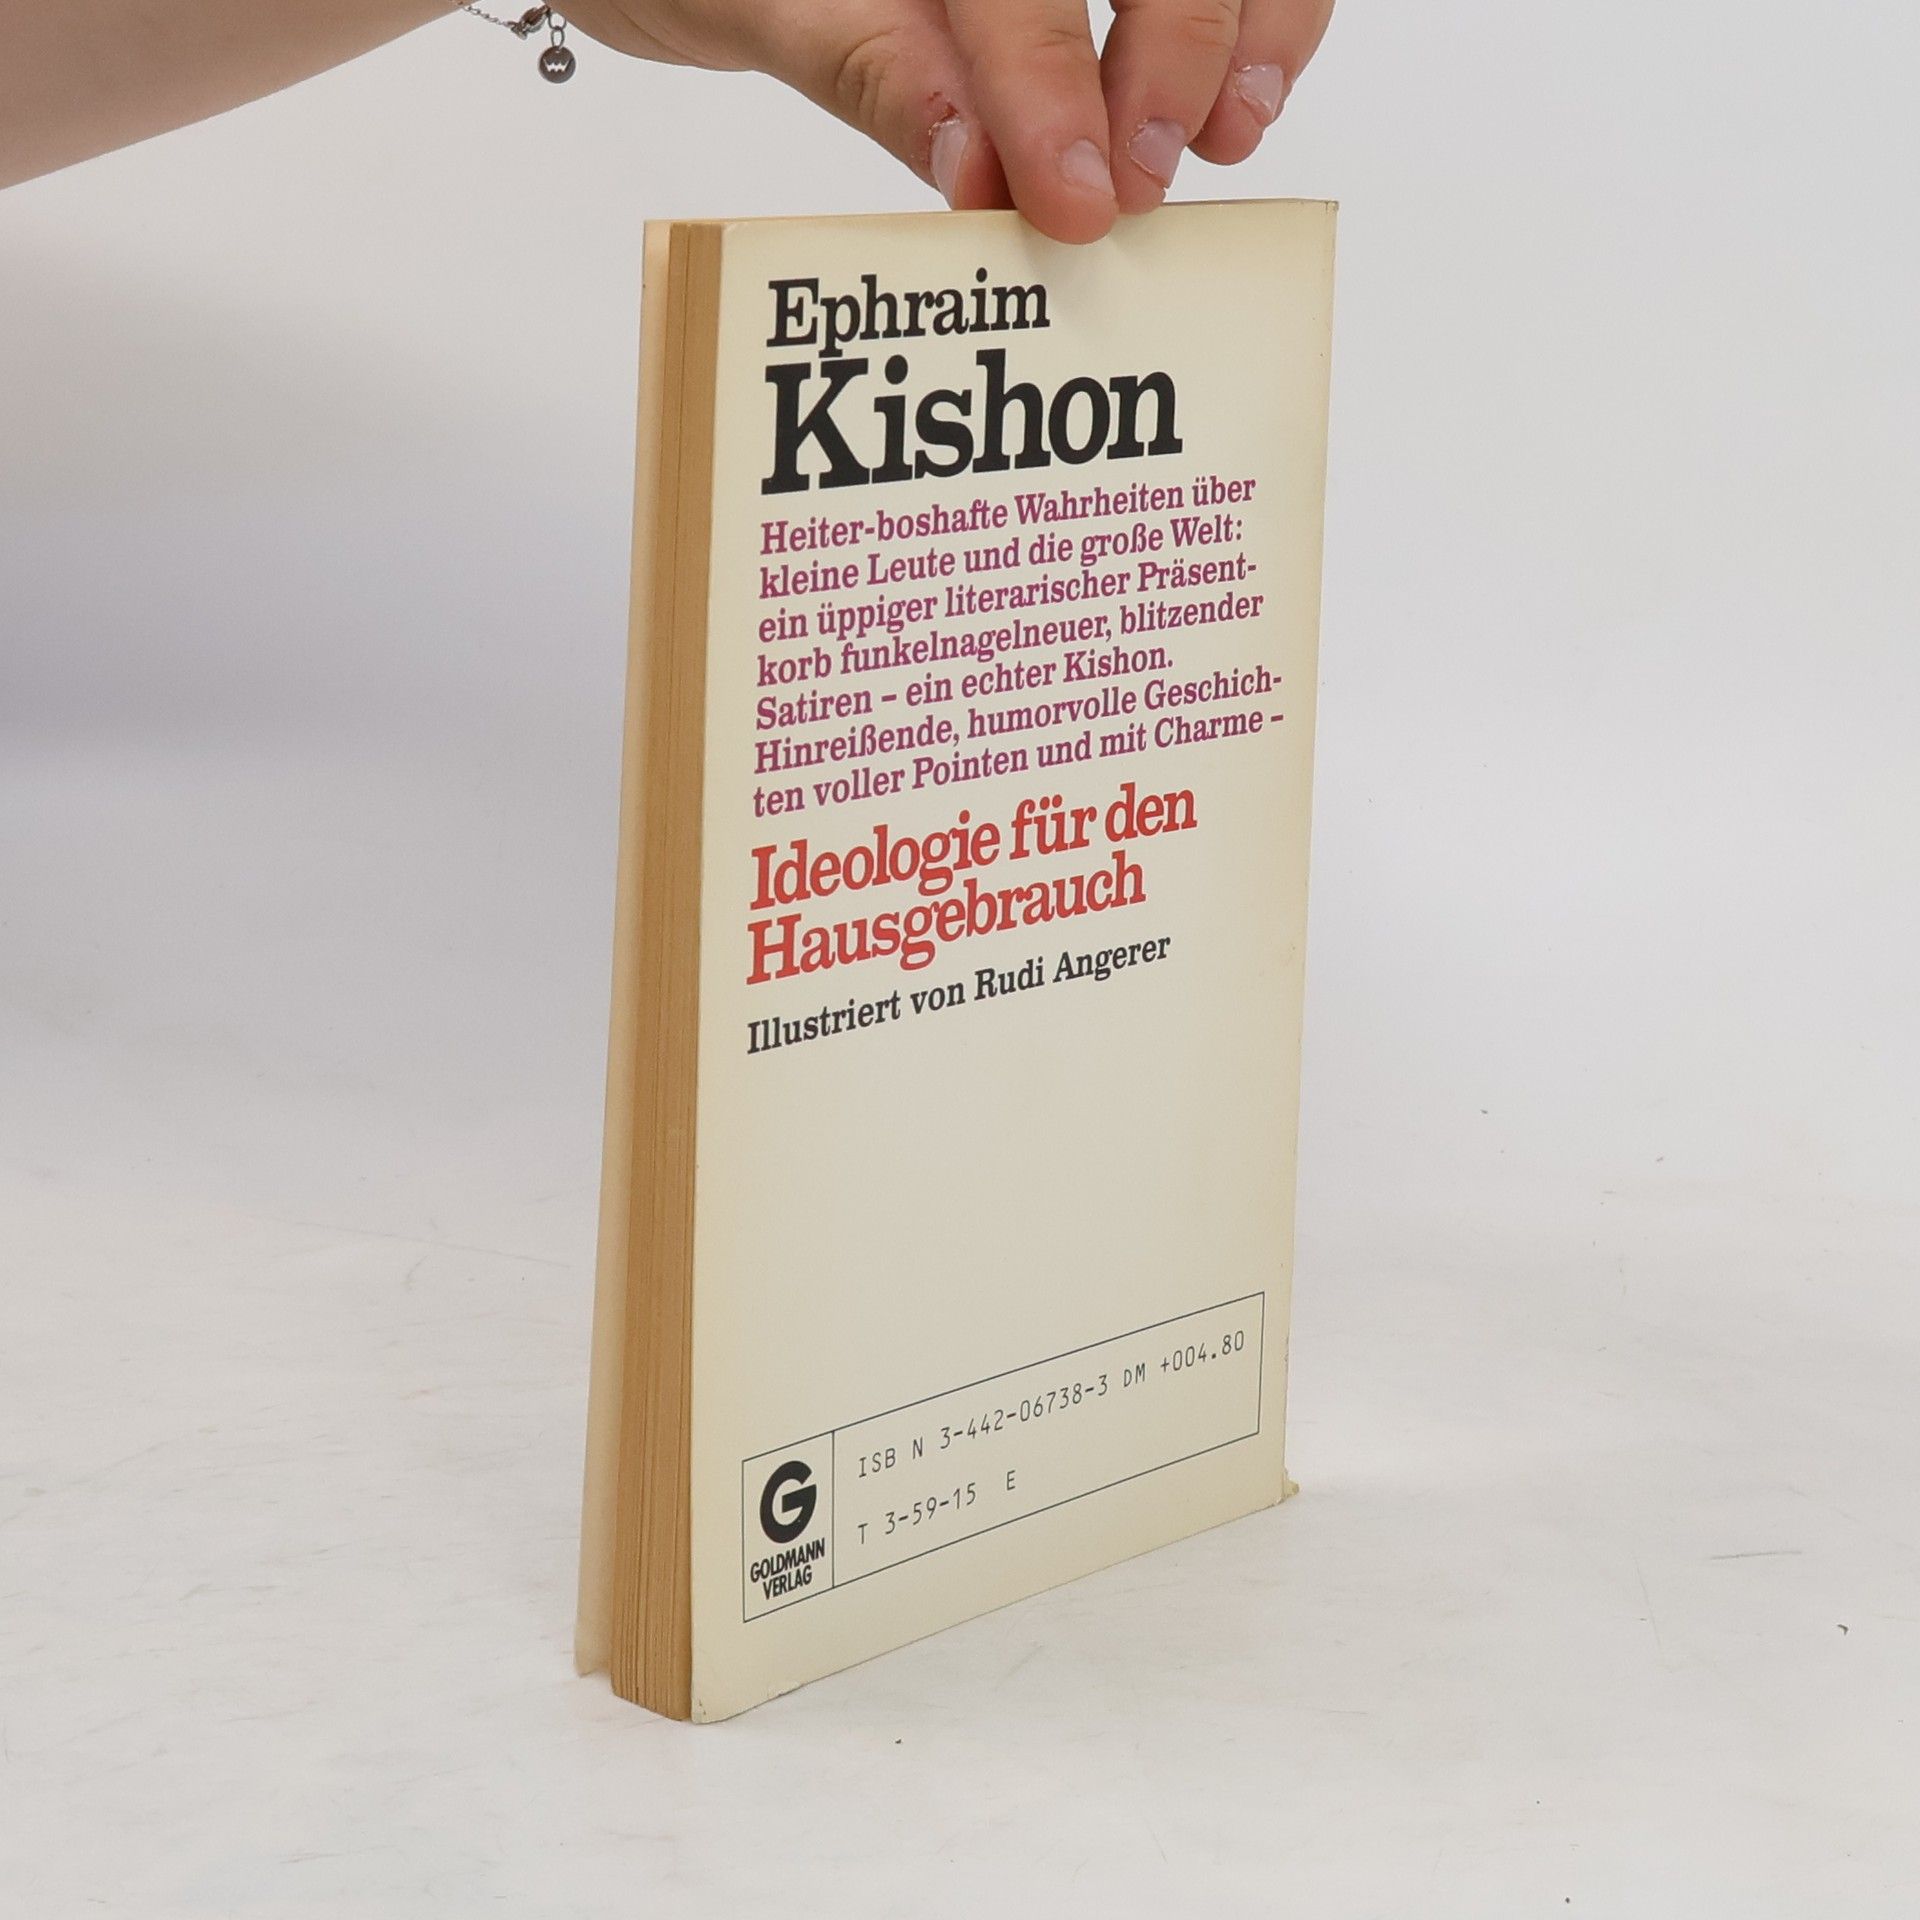 Ephraim
Kishon
Heiter-boshafte Wahrheiten über
kleine Leute und die große Welt:
ein üppiger literarischer Präsent-
korb funkelnagelneuer, blitzender
Satiren – ein echter Kishon.
Hinreißende, humorvolle Geschich-
ten voller Pointen und mit Charme –
Ideologie für den
Hausgebrauch
Illustriert von Rudi Angerer
ISB N 3-442-06738-3 DM +004.80
T 3-59-15 E
G
GOLDMANN
VERLAG